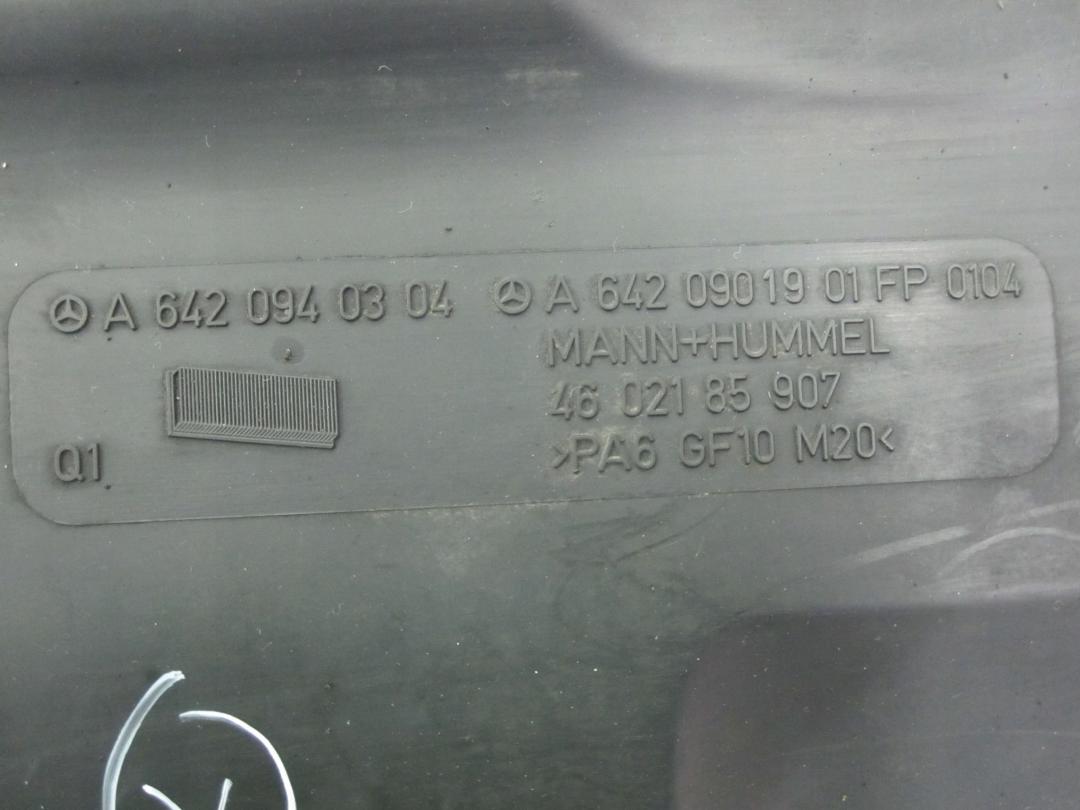 A 642 094 03 04 A 642 090 19 01 FP 0104
MANN+HUMMEL
46 021 85 907
>PA6 GF10 M20<
Q1